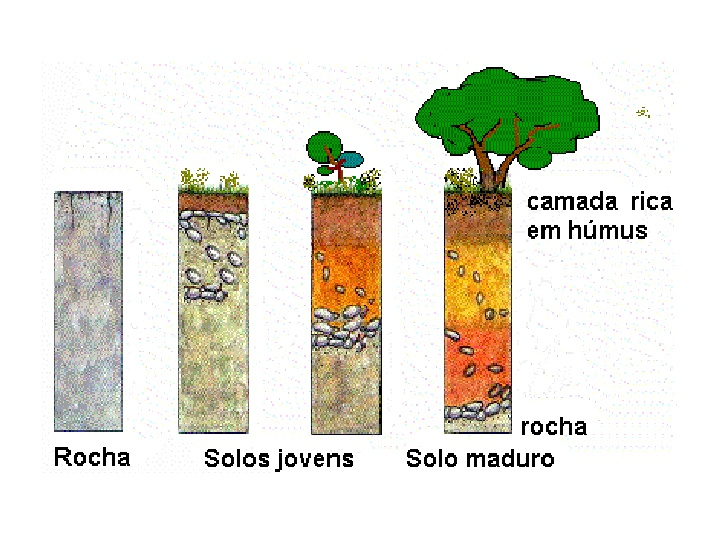 camada rica
em húmus
rocha
Rocha
Solos jovens
Solo maduro